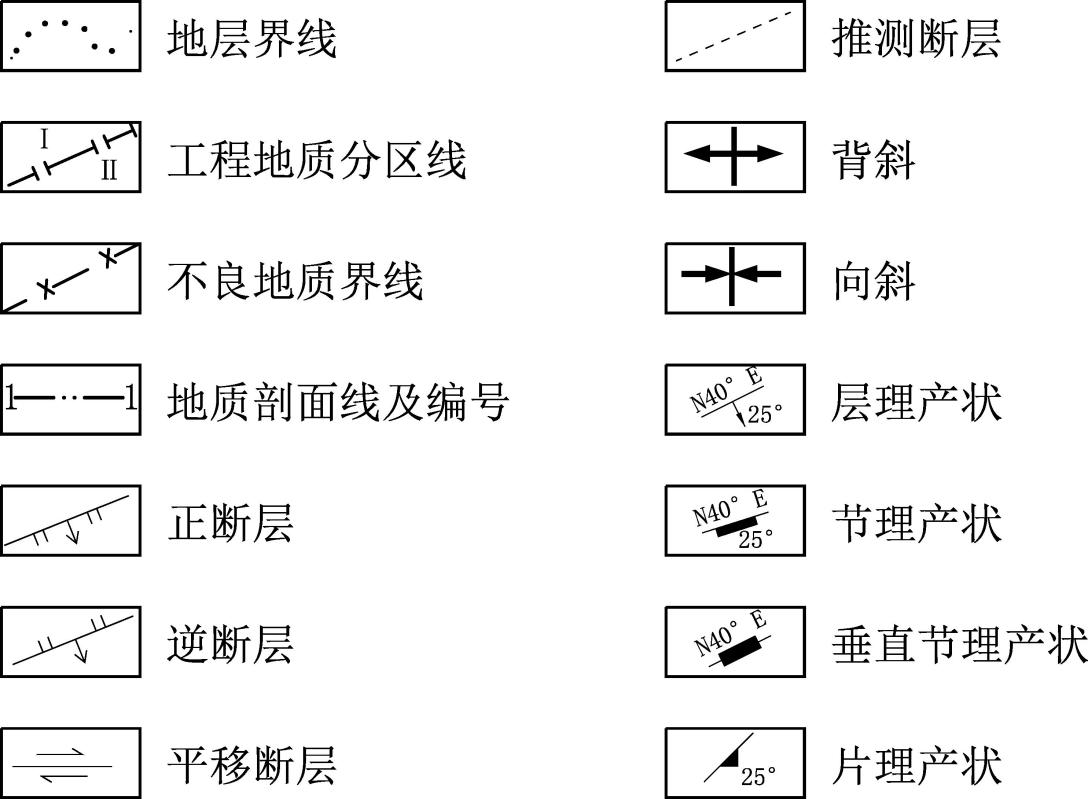 地层界线
推测断层
Ⅰ
Ⅱ
工程地质分区线
背斜
不良地质界线
向斜
1 1
地质剖面线及编号
N40° E
25°
层理产状
正断层
N40° E
25°
节理产状
逆断层
N40° E
垂直节理产状
平移断层
25°
片理产状